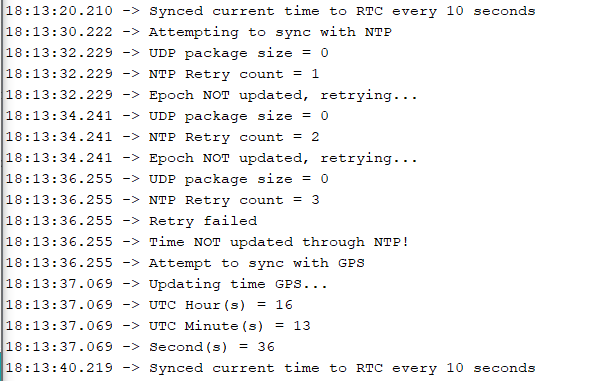 18:13:20.210 -> Synced current time to RTC every 10 seconds
18:13:30.222 -> Attempting to sync with NTP
18:13:32.229 -> UDP package size = 0
18:13:32.229 -> NTP Retry count = 1
18:13:32.229 -> Epoch NOT updated, retrying...
18:13:34.241 -> UDP package size = 0
18:13:34.241 -> NTP Retry count = 2
18:13:34.241 -> Epoch NOT updated, retrying...
18:13:36.255 -> UDP package size = 0
18:13:36.255 -> NTP Retry count = 3
18:13:36.255 -> Retry failed
18:13:36.255 -> Time NOT updated through NTP!
18:13:36.255 -> Attempt to sync with GPS
18:13:37.069 -> Updating time GPS...
18:13:37.069 -> UTC Hour(s) = 16
18:13:37.069 -> UTC Minute(s) = 13
18:13:37.069 -> Second(s) = 36
18:13:40.219 -> Synced current time to RTC every 10 seconds